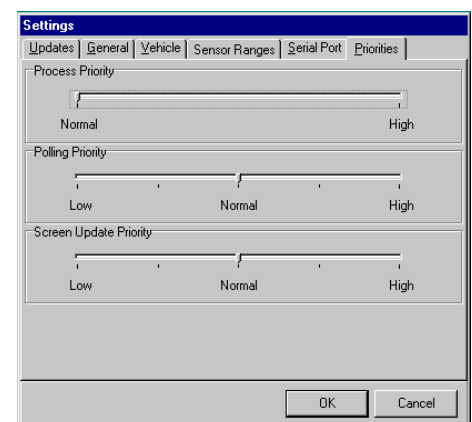 Settings
Updates General Vehicle Sensor Ranges Serial Port Priorities
Process Priority
Normal High
Polling Priority
Low Normal High
Screen Update Priority
Low Normal High
OK Cancel